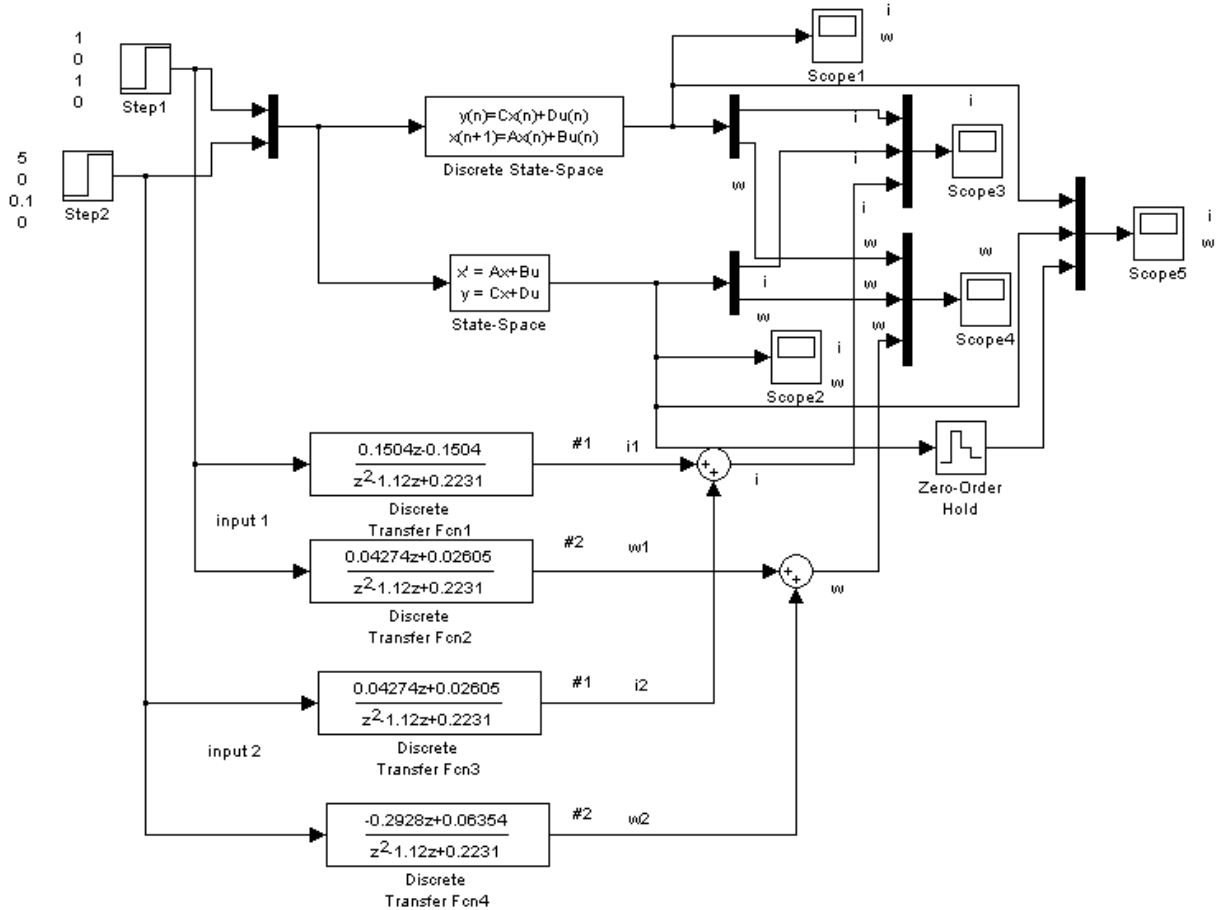 1
0
1
0
Step1
5
0
0.1
0
Step2
y(n)=Cx(n)+Du(n)
x(n+1)=Ax(n)+Bu(n)
Discrete State-Space
x' = Ax+Bu
y = Cx+Du
State-Space
i
w
Scope1
i
i
w
i
i
Scope3
w
i
w
w
w
w
Scope4
i
w
Scope2
i
w
Scope5
Zero-Order
Hold
0.1504z-0.1504
z2-1.12z+0.2231
Discrete
Transfer Fcn1
#1
i1
+
+
i
input 1
0.04274z+0.02605
z2-1.12z+0.2231
Discrete
Transfer Fcn2
#2
w1
+
+
w
0.04274z+0.02605
z2-1.12z+0.2231
Discrete
Transfer Fcn3
#1
i2
input 2
-0.2928z+0.06354
z2-1.12z+0.2231
Discrete
Transfer Fcn4
#2
w2